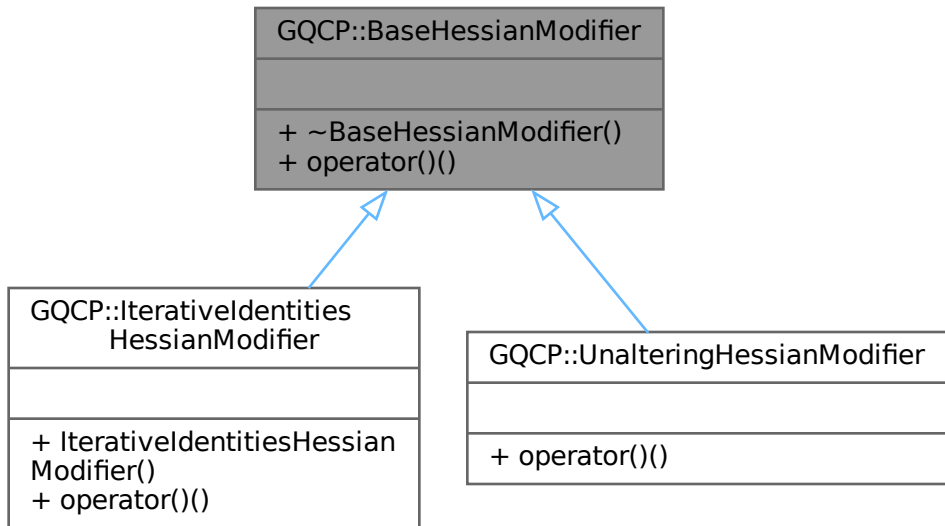 GQCP::BaseHessianModifier
+ ~BaseHessianModifier()
+ operator()()
GQCP::IterativeIdentities
HessianModifier
+ IterativeIdentitiesHessian
Modifier()
+ operator()()
GQCP::UnalteringHessianModifier
+ operator()()